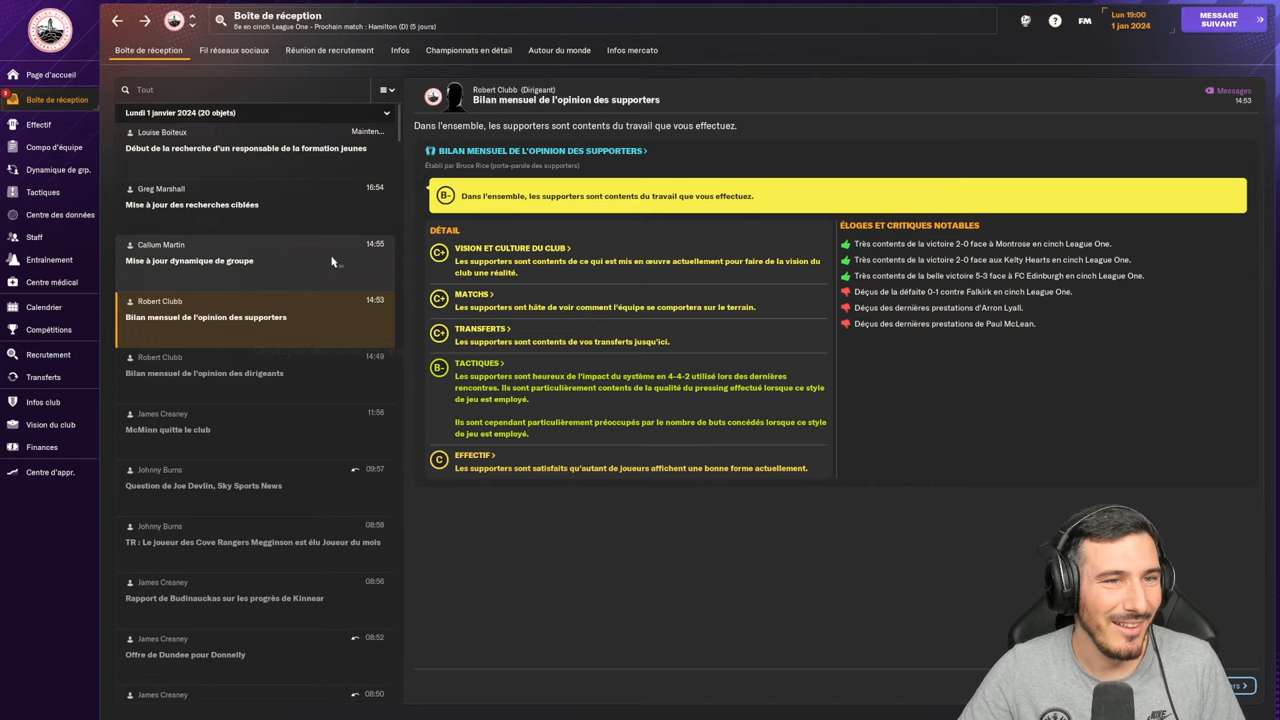 Boîte de réception
6e en cinch League One - Prochain match : Hamilton (D) (5 jours)
FM
Lun 19:00
1 jan 2024
MESSAGE
SUIVANT
Boîte de réception
Fil réseaux sociaux
Réunion de recrutement
Infos
Championnats en détail
Autour du monde
Infos mercato
Page d'accueil
Boîte de réception
Effectif
Compo d'équipe
Dynamique de grp.
Tactiques
Centre des données
Staff
Entraînement
Centre médical
Calendrier
Compétitions
Recrutement
Transferts
Infos club
Vision du club
Finances
Centre d'appr.
Tout
Lundi 1 janvier 2024 (20 objets)
Louise Boiteux
Mainten...
Début de la recherche d'un responsable de la formation jeunes
Greg Marshall
16:54
Mise à jour des recherches ciblées
Callum Martin
14:55
Mise à jour dynamique de groupe
Robert Clubb
14:53
Bilan mensuel de l'opinion des supporters
Robert Clubb
14:49
Bilan mensuel de l'opinion des dirigeants
James Creaney
11:56
McMinn quitte le club
Johnny Burns
09:57
Question de Joe Devlin, Sky Sports News
Johnny Burns
08:58
TR : Le joueur des Cove Rangers Megginson est élu Joueur du mois
James Creaney
08:56
Rapport de Budinauckas sur les progrès de Kinnear
James Creaney
08:52
Offre de Dundee pour Donnelly
James Creaney
08:50
Robert Clubb (Dirigeant)
Bilan mensuel de l'opinion des supporters
Messages
14:53
Dans l'ensemble, les supporters sont contents du travail que vous effectuez.
BILAN MENSUEL DE L'OPINION DES SUPPORTERS >
Établi par Bruce Rice (porte-parole des supporters)
B-
Dans l'ensemble, les supporters sont contents du travail que vous effectuez.
DÉTAIL
C+
VISION ET CULTURE DU CLUB >
Les supporters sont contents de ce qui est mis en œuvre actuellement pour faire de la vision du
club une réalité.
C+
MATCHS >
Les supporters ont hâte de voir comment l'équipe se comportera sur le terrain.
C+
TRANSFERTS >
Les supporters sont contents de vos transferts jusqu'ici.
B-
TACTIQUES >
Les supporters sont heureux de l'impact du système en 4-4-2 utilisé lors des dernières
rencontres. Ils sont particulièrement contents de la qualité du pressing effectué lorsque ce style
de jeu est employé.
Ils sont cependant particulièrement préoccupés par le nombre de buts concédés lorsque ce style
de jeu est employé.
C
EFFECTIF >
Les supporters sont satisfaits qu'autant de joueurs affichent une bonne forme actuellement.
ÉLOGES ET CRITIQUES NOTABLES
Très contents de la victoire 2-0 face à Montrose en cinch League One.
Très contents de la victoire 2-0 face aux Kelty Hearts en cinch League One.
Très contents de la belle victoire 5-3 face à FC Edinburgh en cinch League One.
Déçus de la défaite 0-1 contre Falkirk en cinch League One.
Déçus des dernières prestations d'Arron Lyall.
Déçus des dernières prestations de Paul McLean.